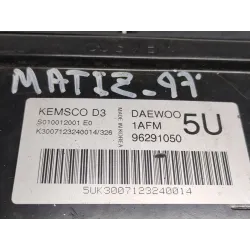 MATIZ-97'
KEMSCO D3
S010012001 E0
K3007123240014/326
MADE IN KOREA
DAEWOO
1AFM
96291050
5U
5UK3007123240014